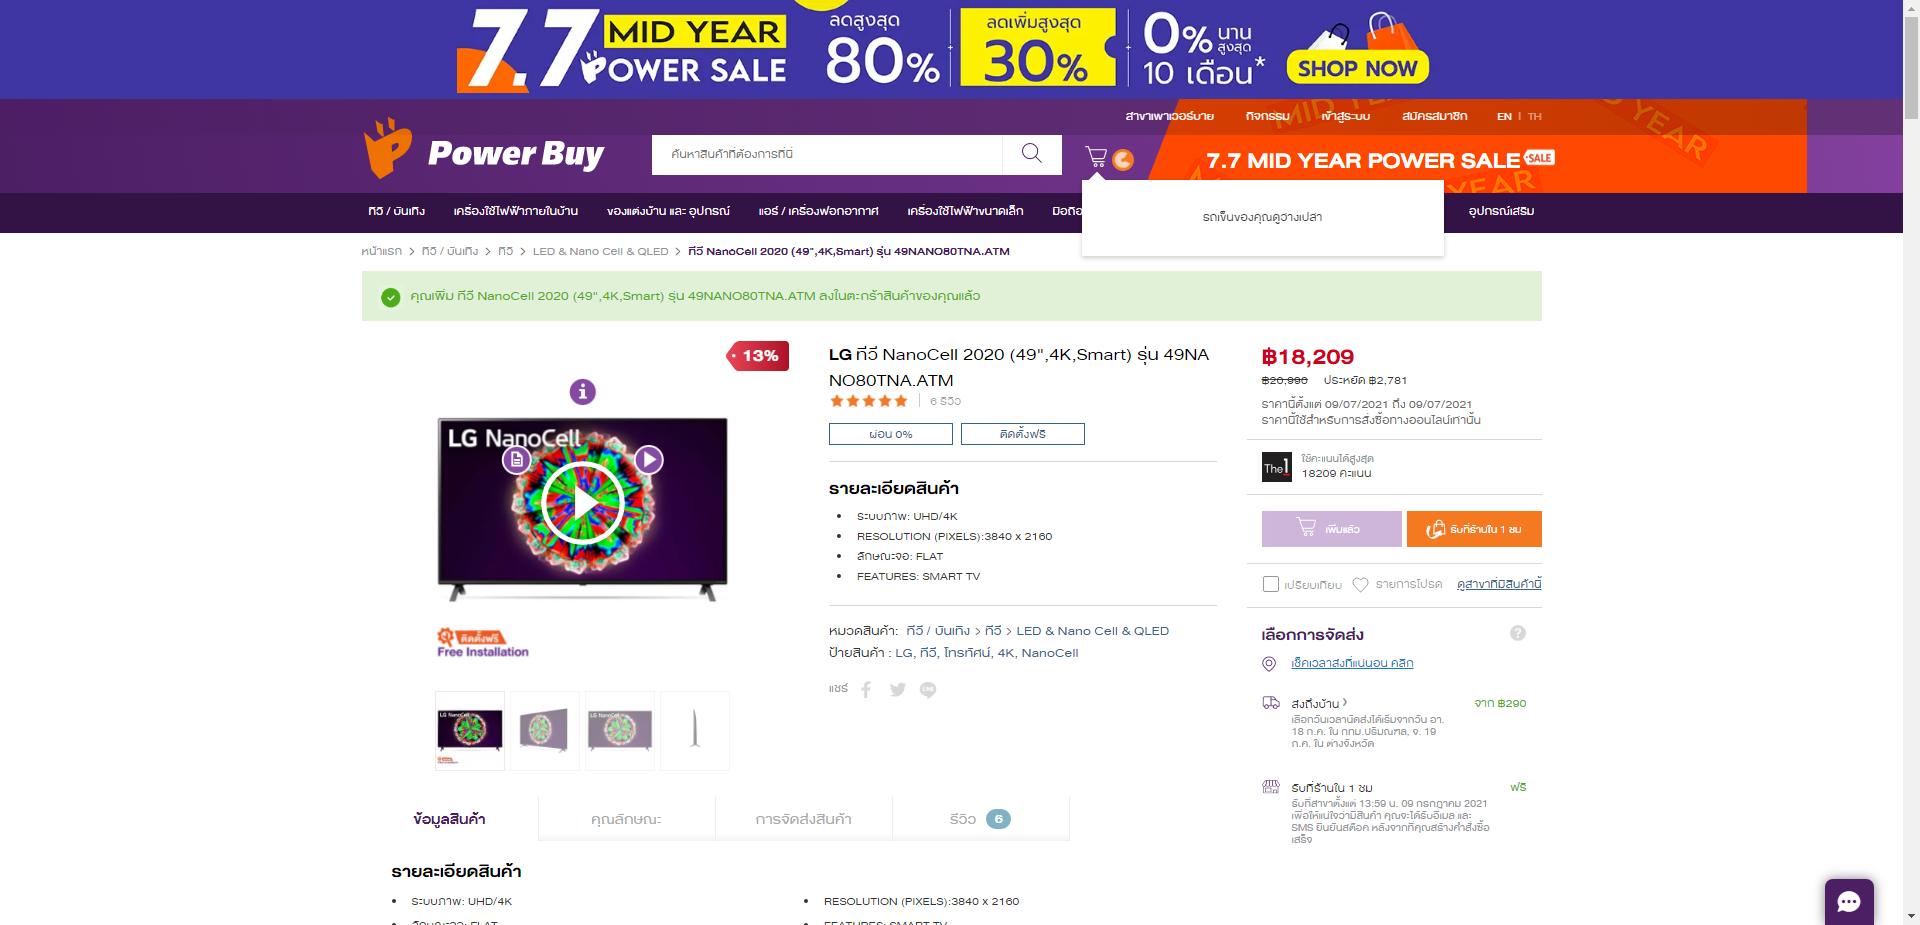 7.7 MID YEAR POWER SALE
ลดสูงสุด 80%
ลดเพิ่มสูงสุด 30%
0% นานสูงสุด 10 เดือน*
SHOP NOW
สาขาเพาเวอร์บาย กิจกรรม เข้าสู่ระบบ สมัครสมาชิก EN | TH
Power Buy
ค้นหาสินค้าที่ต้องการที่นี่
7.7 MID YEAR POWER SALE SALE
ทีวี / บันเทิง เครื่องใช้ไฟฟ้าภายในบ้าน ของแต่งบ้าน และ อุปกรณ์ แอร์ / เครื่องฟอกอากาศ เครื่องใช้ไฟฟ้าขนาดเล็ก มือถือ อุปกรณ์เสริม
รถเข็นของคุณดูว่างเปล่า
หน้าแรก > ทีวี / บันเทิง > ทีวี > LED & Nano Cell & QLED > ทีวี NanoCell 2020 (49",4K,Smart) รุ่น 49NANO80TNA.ATM
คุณเพิ่ม ทีวี NanoCell 2020 (49",4K,Smart) รุ่น 49NANO80TNA.ATM ลงในตะกร้าสินค้าของคุณแล้ว
13%
LG NanoCell
ติดตั้งฟรี
Free Installation
LG ทีวี NanoCell 2020 (49",4K,Smart) รุ่น 49NA
NO80TNA.ATM
6 รีวิว
ผ่อน 0% ติดตั้งฟรี
รายละเอียดสินค้า
ระบบภาพ: UHD/4K
RESOLUTION (PIXELS):3840 x 2160
ลักษณะจอ: FLAT
FEATURES: SMART TV
หมวดสินค้า: ทีวี / บันเทิง > ทีวี > LED & Nano Cell & QLED
ป้ายสินค้า : LG, ทีวี, โทรทัศน์, 4K, NanoCell
แชร์
฿18,209
฿20,990 ประหยัด ฿2,781
ราคานี้ตั้งแต่ 09/07/2021 ถึง 09/07/2021
ราคานี้ใช้สำหรับการสั่งซื้อทางออนไลน์เท่านั้น
The1 ใช้คะแนนได้สูงสุด
18209 คะแนน
เพิ่มแล้ว รับที่ร้านใน 1 ชม
เปรียบเทียบ รายการโปรด ดูสาขาที่มีสินค้านี้
เลือกการจัดส่ง ?
เช็คเวลาส่งที่แน่นอน คลิก
ส่งถึงบ้าน > จาก ฿290
เลือกวันเวลานัดส่งได้เริ่มจากวัน อา.
18 ก.ค. ใน กทม.ปริมณฑล, จ. 19
ก.ค. ใน ต่างจังหวัด
รับที่ร้านใน 1 ชม ฟรี
รับที่สาขาตั้งแต่ 13:59 น. 09 กรกฎาคม 2021
เพื่อให้แน่ใจว่ามีสินค้า คุณจะได้รับอีเมล และ
SMS ยืนยันสต๊อค หลังจากที่คุณสร้างคำสั่งซื้อ
เสร็จ
ข้อมูลสินค้า คุณลักษณะ การจัดส่งสินค้า รีวิว 6
รายละเอียดสินค้า
ระบบภาพ: UHD/4K RESOLUTION (PIXELS):3840 x 2160
ลักษณะจอ: FLAT FEATURES: SMART TV